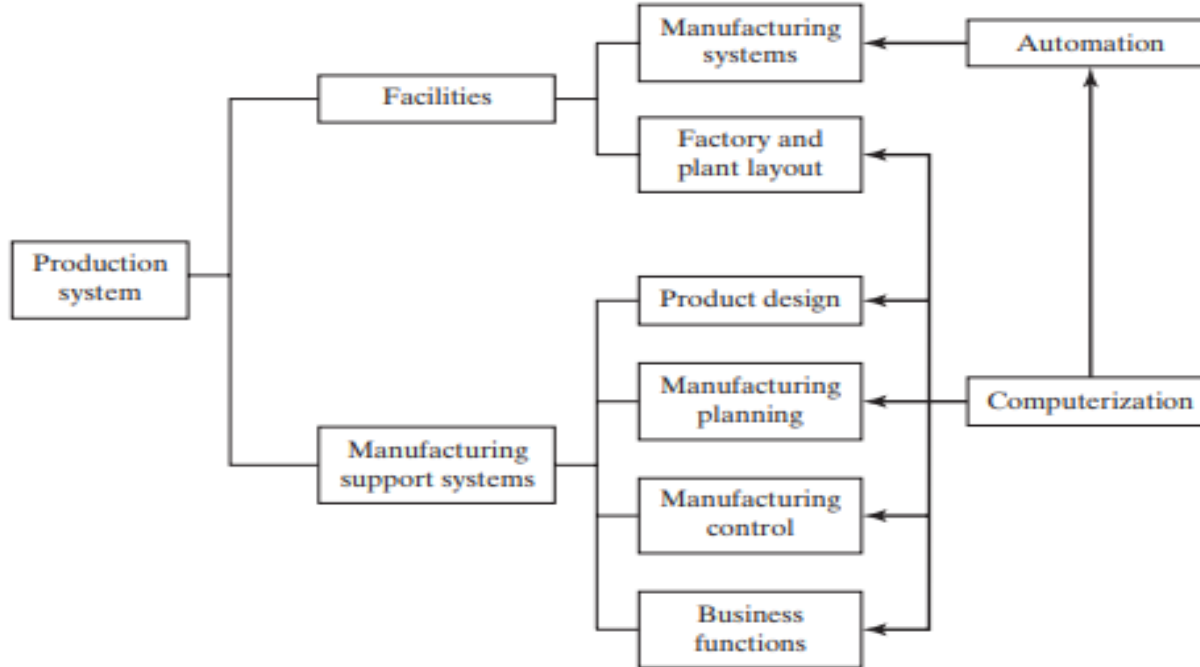 Manufacturing
systems
Automation
Facilities
Factory and
plant layout
Production
system
Product design
Manufacturing
planning
Computerization
Manufacturing
support systems
Manufacturing
control
Business
functions